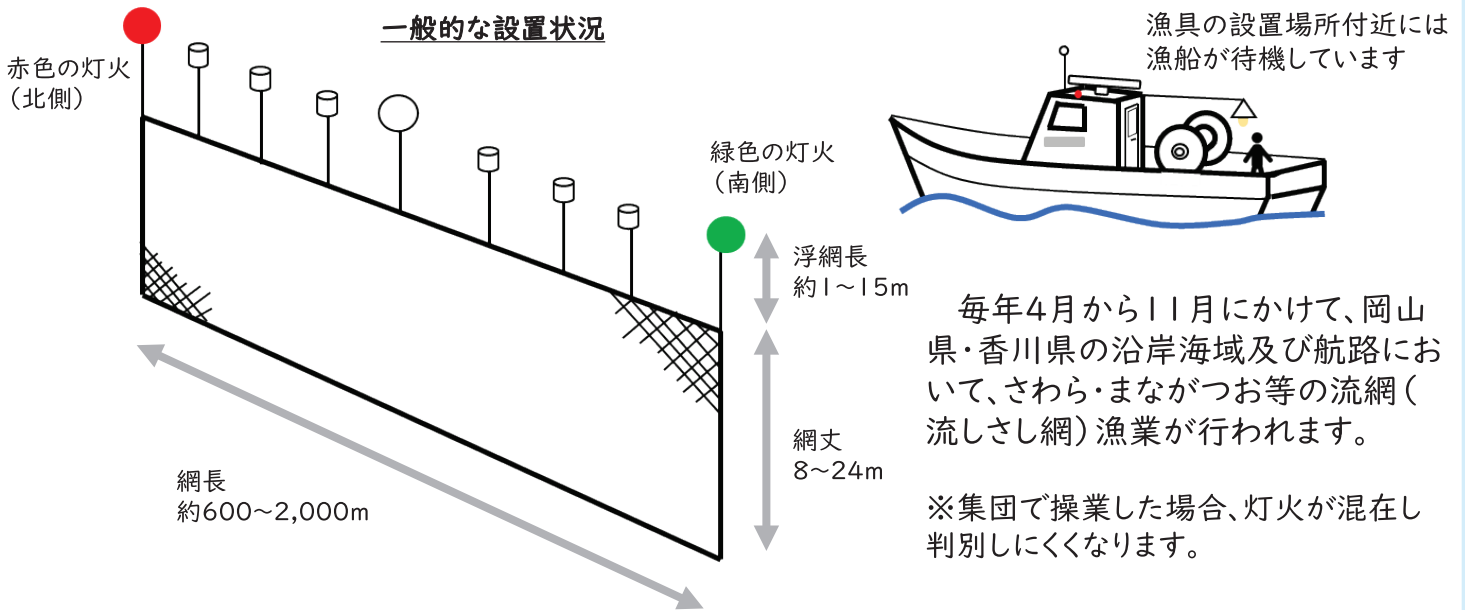 一般的な設置状況
赤色の灯火
（北側）
緑色の灯火
（南側）
浮網長
約1～15m
網丈
8～24m
網長
約600～2,000m
漁具の設置場所付近には
漁船が待機しています
毎年4月から11月にかけて、岡山
県・香川県の沿岸海域及び航路にお
いて、さわら・まながつお等の流網（
流しさし網）漁業が行われます。
※集団で操業した場合、灯火が混在し
判別しにくくなります。